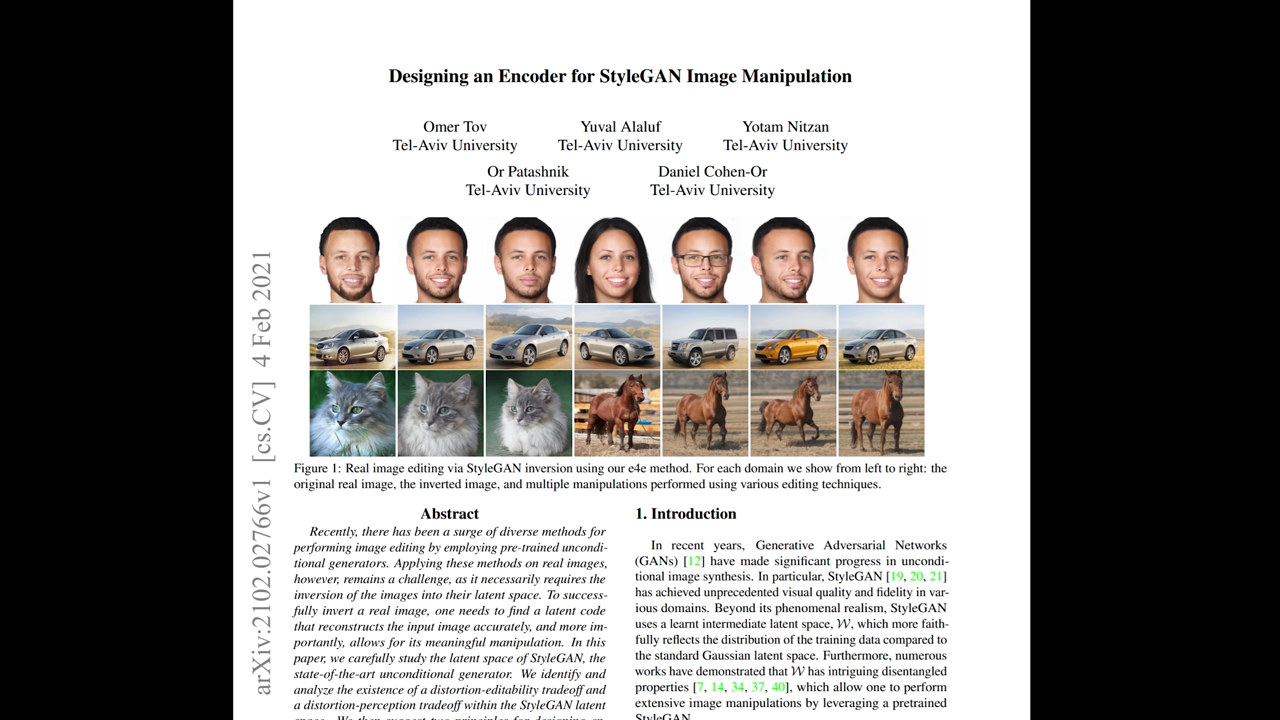 Designing an Encoder for StyleGAN Image Manipulation
Omer Tov
Yuval Alaluf
Yotam Nitzan
Tel-Aviv University
Tel-Aviv University
Tel-Aviv University
Or Patashnik
Daniel Cohen-Or
Tel-Aviv University
Tel-Aviv University
arXiv:2102.02766v1 [cs.CV] 4 Feb 2021
Figure 1: Real image editing via StyleGAN inversion using our e4e method. For each domain we show from left to right: the
original real image, the inverted image, and multiple manipulations performed using various editing techniques.
Abstract
Recently, there has been a surge of diverse methods for
performing image editing by employing pre-trained uncondi-
tional generators. Applying these methods on real images,
however, remains a challenge, as it necessarily requires the
inversion of the images into their latent space. To success-
fully invert a real image, one needs to find a latent code
that reconstructs the input image accurately, and more im-
portantly, allows for its meaningful manipulation. In this
paper, we carefully study the latent space of StyleGAN, the
state-of-the-art unconditional generator. We identify and
analyze the existence of a distortion-editability tradeoff and
a distortion-perception tradeoff within the StyleGAN latent
space. We then suggest two principles for designing en-
1. Introduction
In recent years, Generative Adversarial Networks
(GANs) [12] have made significant progress in uncondi-
tional image synthesis. In particular, StyleGAN [19, 20, 21]
has achieved unprecedented visual quality and fidelity in var-
ious domains. Beyond its phenomenal realism, StyleGAN
uses a learnt intermediate latent space, W, which more faith-
fully reflects the distribution of the training data compared to
the standard Gaussian latent space. Furthermore, numerous
works have demonstrated that W has intriguing disentangled
properties [7, 14, 34, 37, 40], which allow one to perform
extensive image manipulations by leveraging a pretrained
StyleGAN.